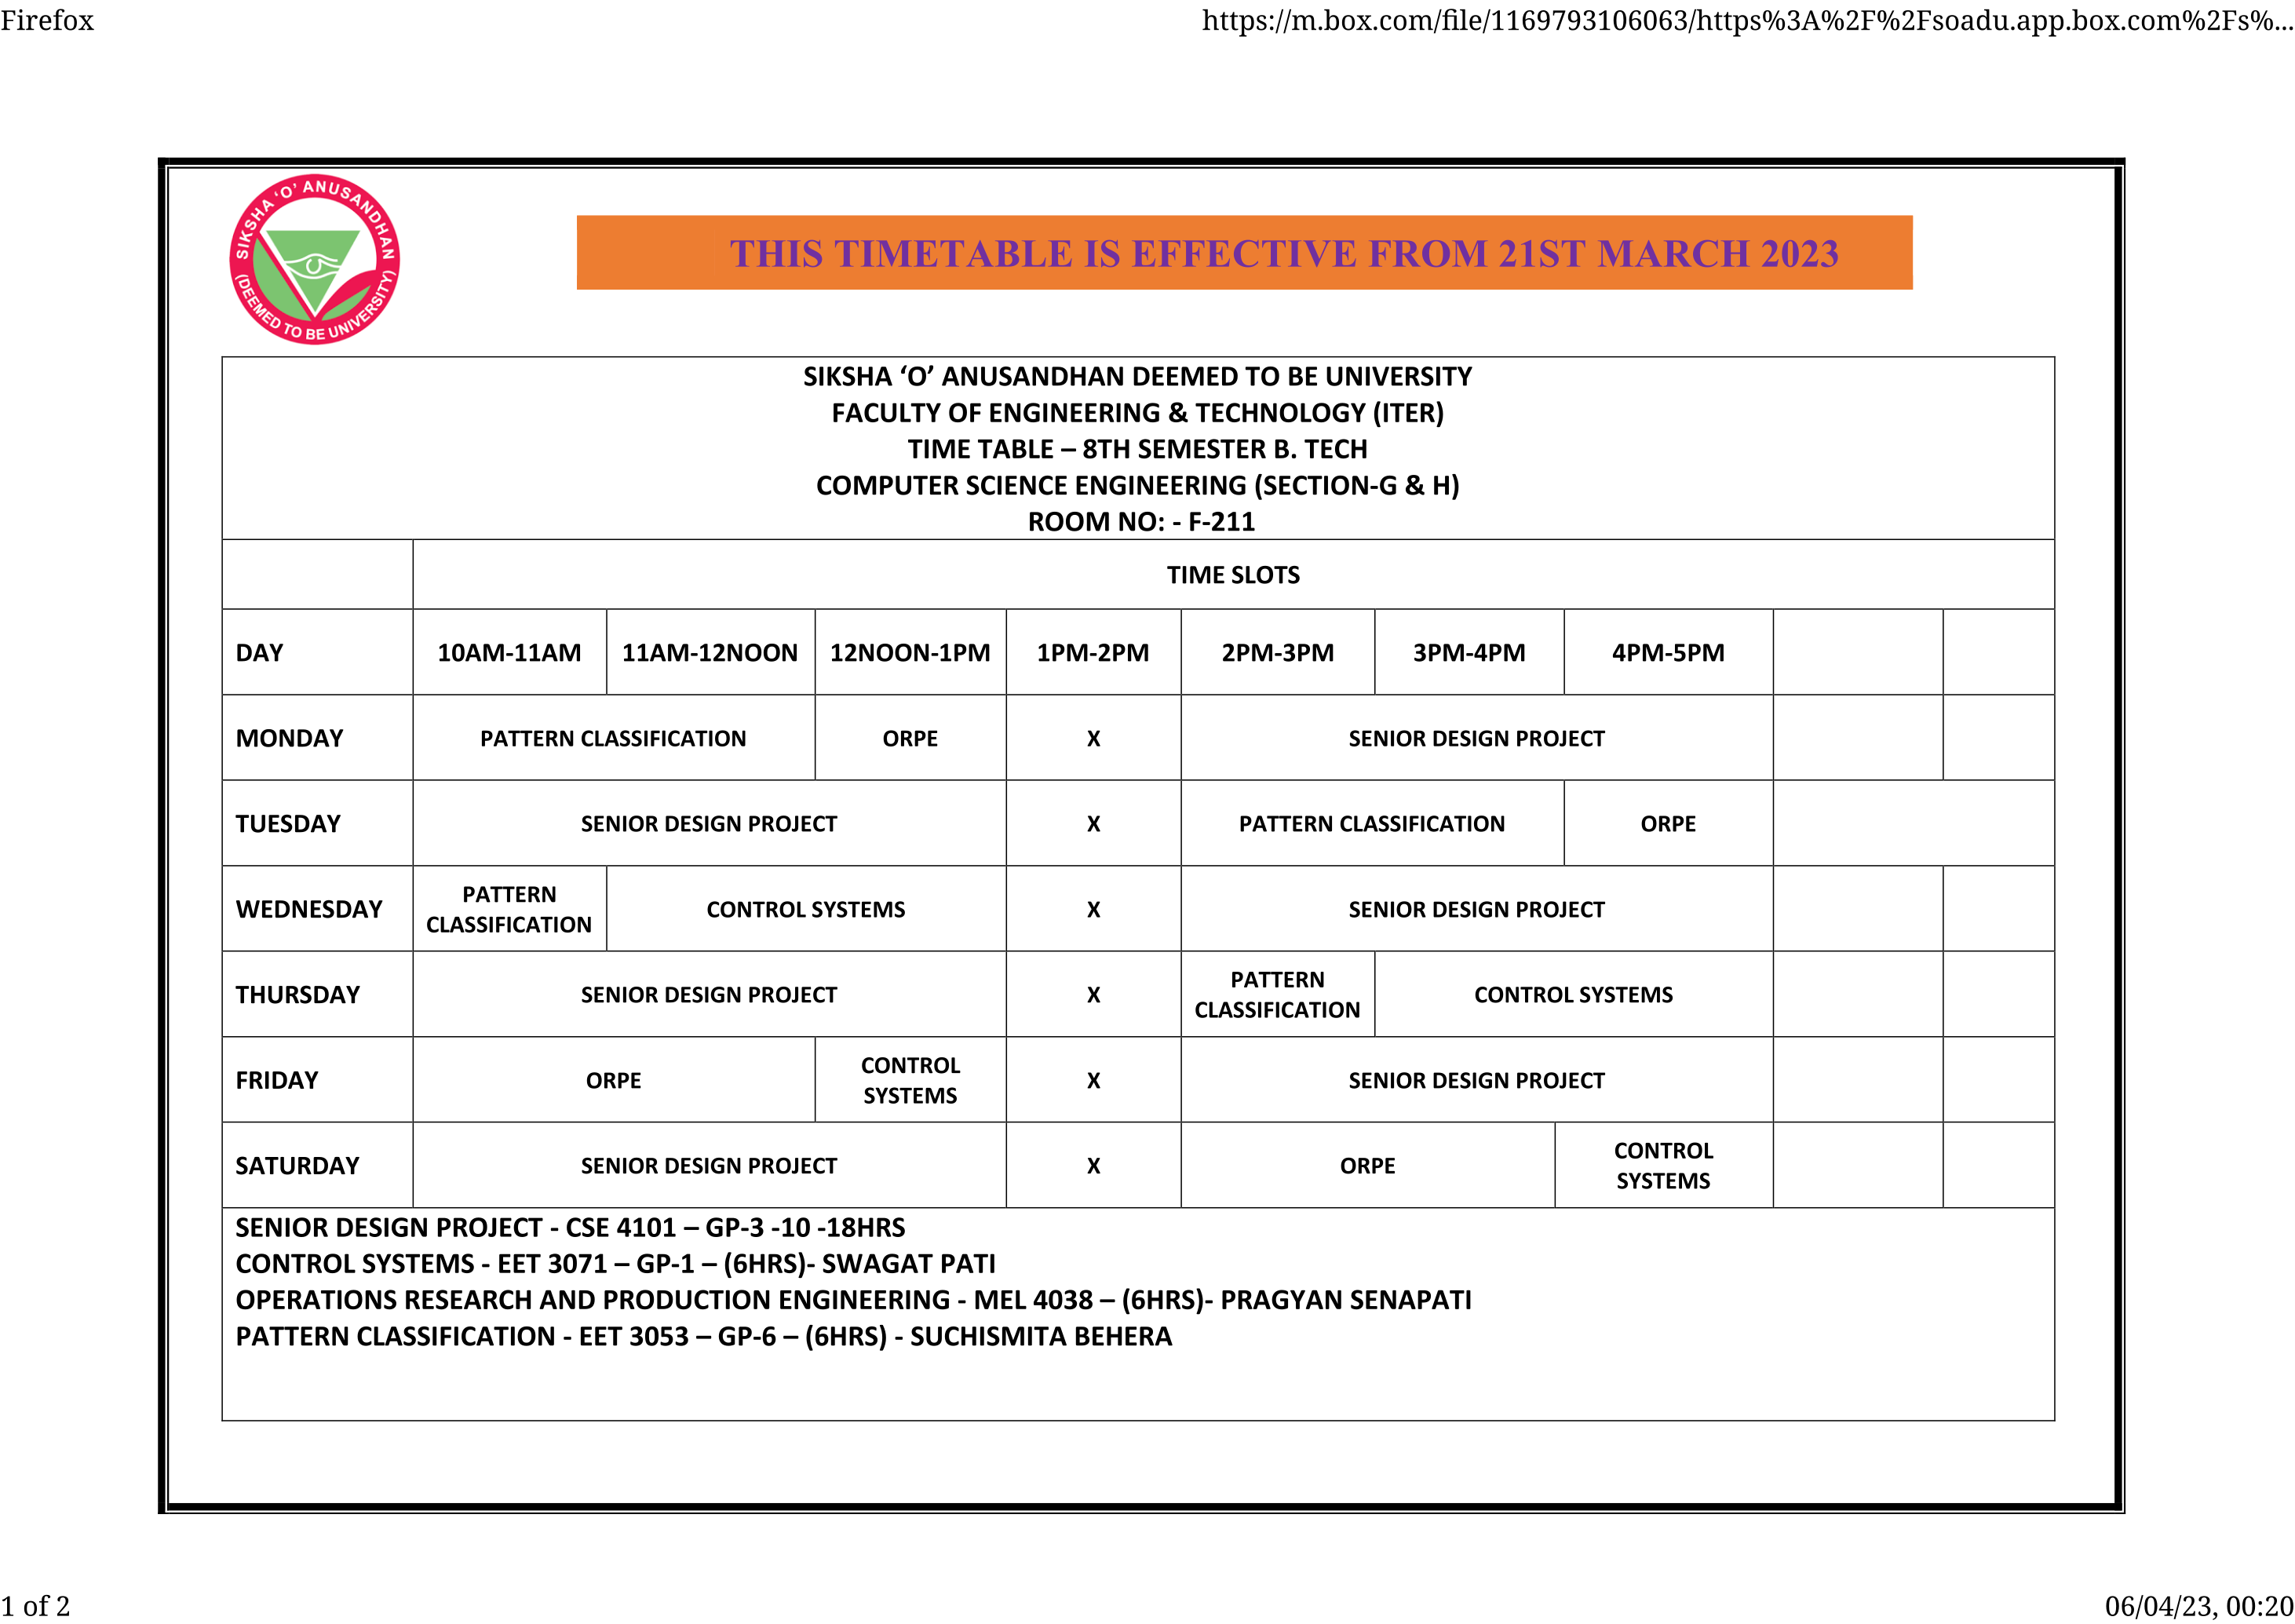 Firefox
https://m.box.com/file/1169793106063/https%3A%2F%2Fsoadu.app.box.com%2Fs%...
SIKSHA ‘O’ ANUSANDHAN
(DEEMED TO BE UNIVERSITY)
THIS TIMETABLE IS EFFECTIVE FROM 21ST MARCH 2023
SIKSHA ‘O’ ANUSANDHAN DEEMED TO BE UNIVERSITY
FACULTY OF ENGINEERING & TECHNOLOGY (ITER)
TIME TABLE – 8TH SEMESTER B. TECH
COMPUTER SCIENCE ENGINEERING (SECTION-G & H)
ROOM NO: - F-211
TIME SLOTS
DAY 10AM-11AM 11AM-12NOON 12NOON-1PM 1PM-2PM 2PM-3PM 3PM-4PM 4PM-5PM
MONDAY PATTERN CLASSIFICATION ORPE X SENIOR DESIGN PROJECT
TUESDAY SENIOR DESIGN PROJECT X PATTERN CLASSIFICATION ORPE
WEDNESDAY PATTERN CLASSIFICATION CONTROL SYSTEMS X SENIOR DESIGN PROJECT
THURSDAY SENIOR DESIGN PROJECT X PATTERN CLASSIFICATION CONTROL SYSTEMS
FRIDAY ORPE CONTROL SYSTEMS X SENIOR DESIGN PROJECT
SATURDAY SENIOR DESIGN PROJECT X ORPE CONTROL SYSTEMS
SENIOR DESIGN PROJECT - CSE 4101 – GP-3 -10 -18HRS
CONTROL SYSTEMS - EET 3071 – GP-1 – (6HRS)- SWAGAT PATI
OPERATIONS RESEARCH AND PRODUCTION ENGINEERING - MEL 4038 – (6HRS)- PRAGYAN SENAPATI
PATTERN CLASSIFICATION - EET 3053 – GP-6 – (6HRS) - SUCHISMITA BEHERA
1 of 2
06/04/23, 00:20